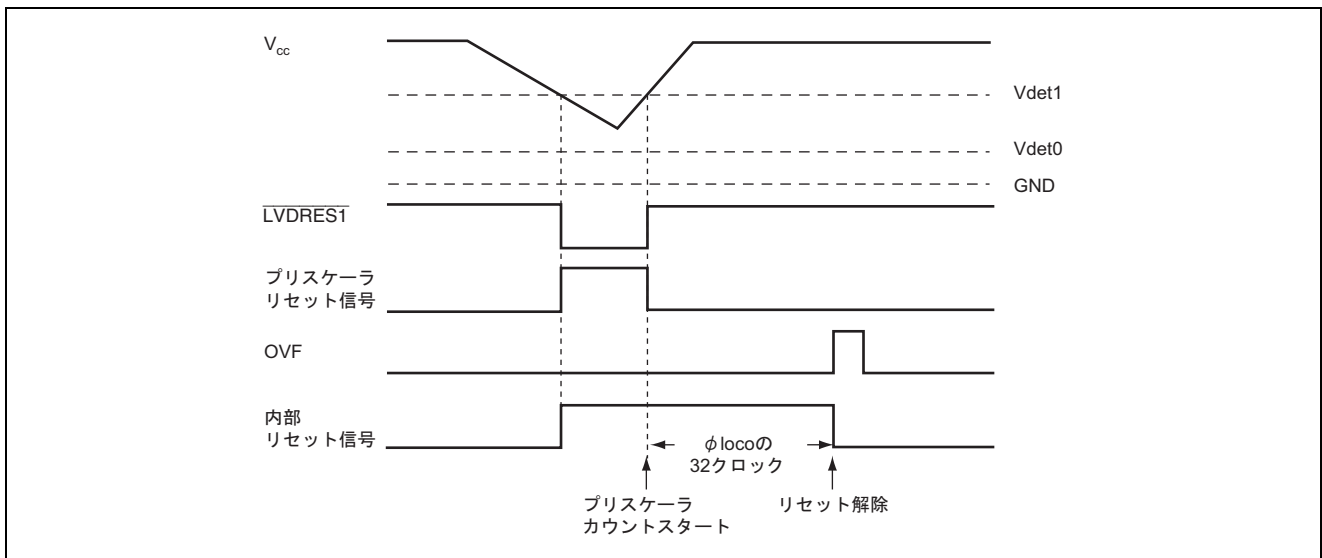 Vcc
Vdet1
Vdet0
GND
LVDRES1
プリスケーラ
リセット信号
OVF
内部
リセット信号
φlocoの
32クロック
プリスケーラ
カウントスタート
リセット解除